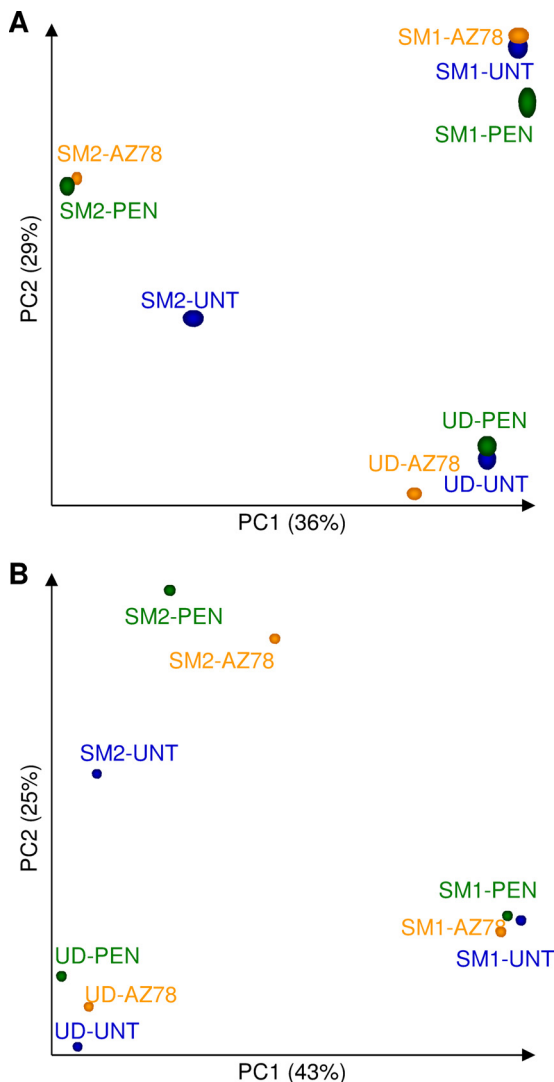 A
SM1-AZ78
SM1-UNT
SM1-PEN
SM2-AZ78
SM2-PEN
SM2-UNT
PC2 (29%)
UD-PEN
UD-AZ78
UD-UNT
PC1 (36%)
B
SM2-PEN
SM2-AZ78
SM2-UNT
PC2 (25%)
SM1-PEN
SM1-AZ78
SM1-UNT
UD-PEN
UD-AZ78
UD-UNT
PC1 (43%)